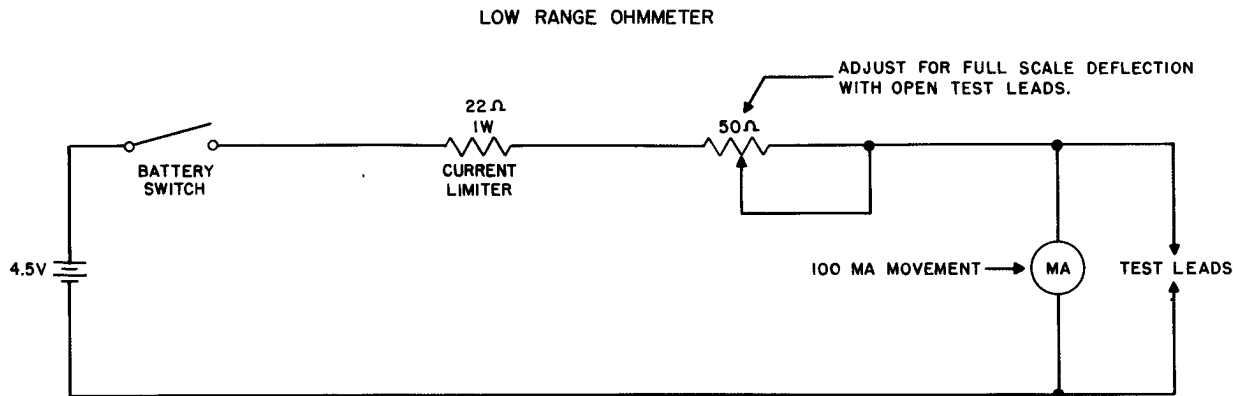 LOW RANGE OHMMETER
ADJUST FOR FULL SCALE DEFLECTION
WITH OPEN TEST LEADS.
22Ω
1W
CURRENT
LIMITER
50Ω
BATTERY
SWITCH
4.5V
100 MA MOVEMENT
MA
TEST LEADS